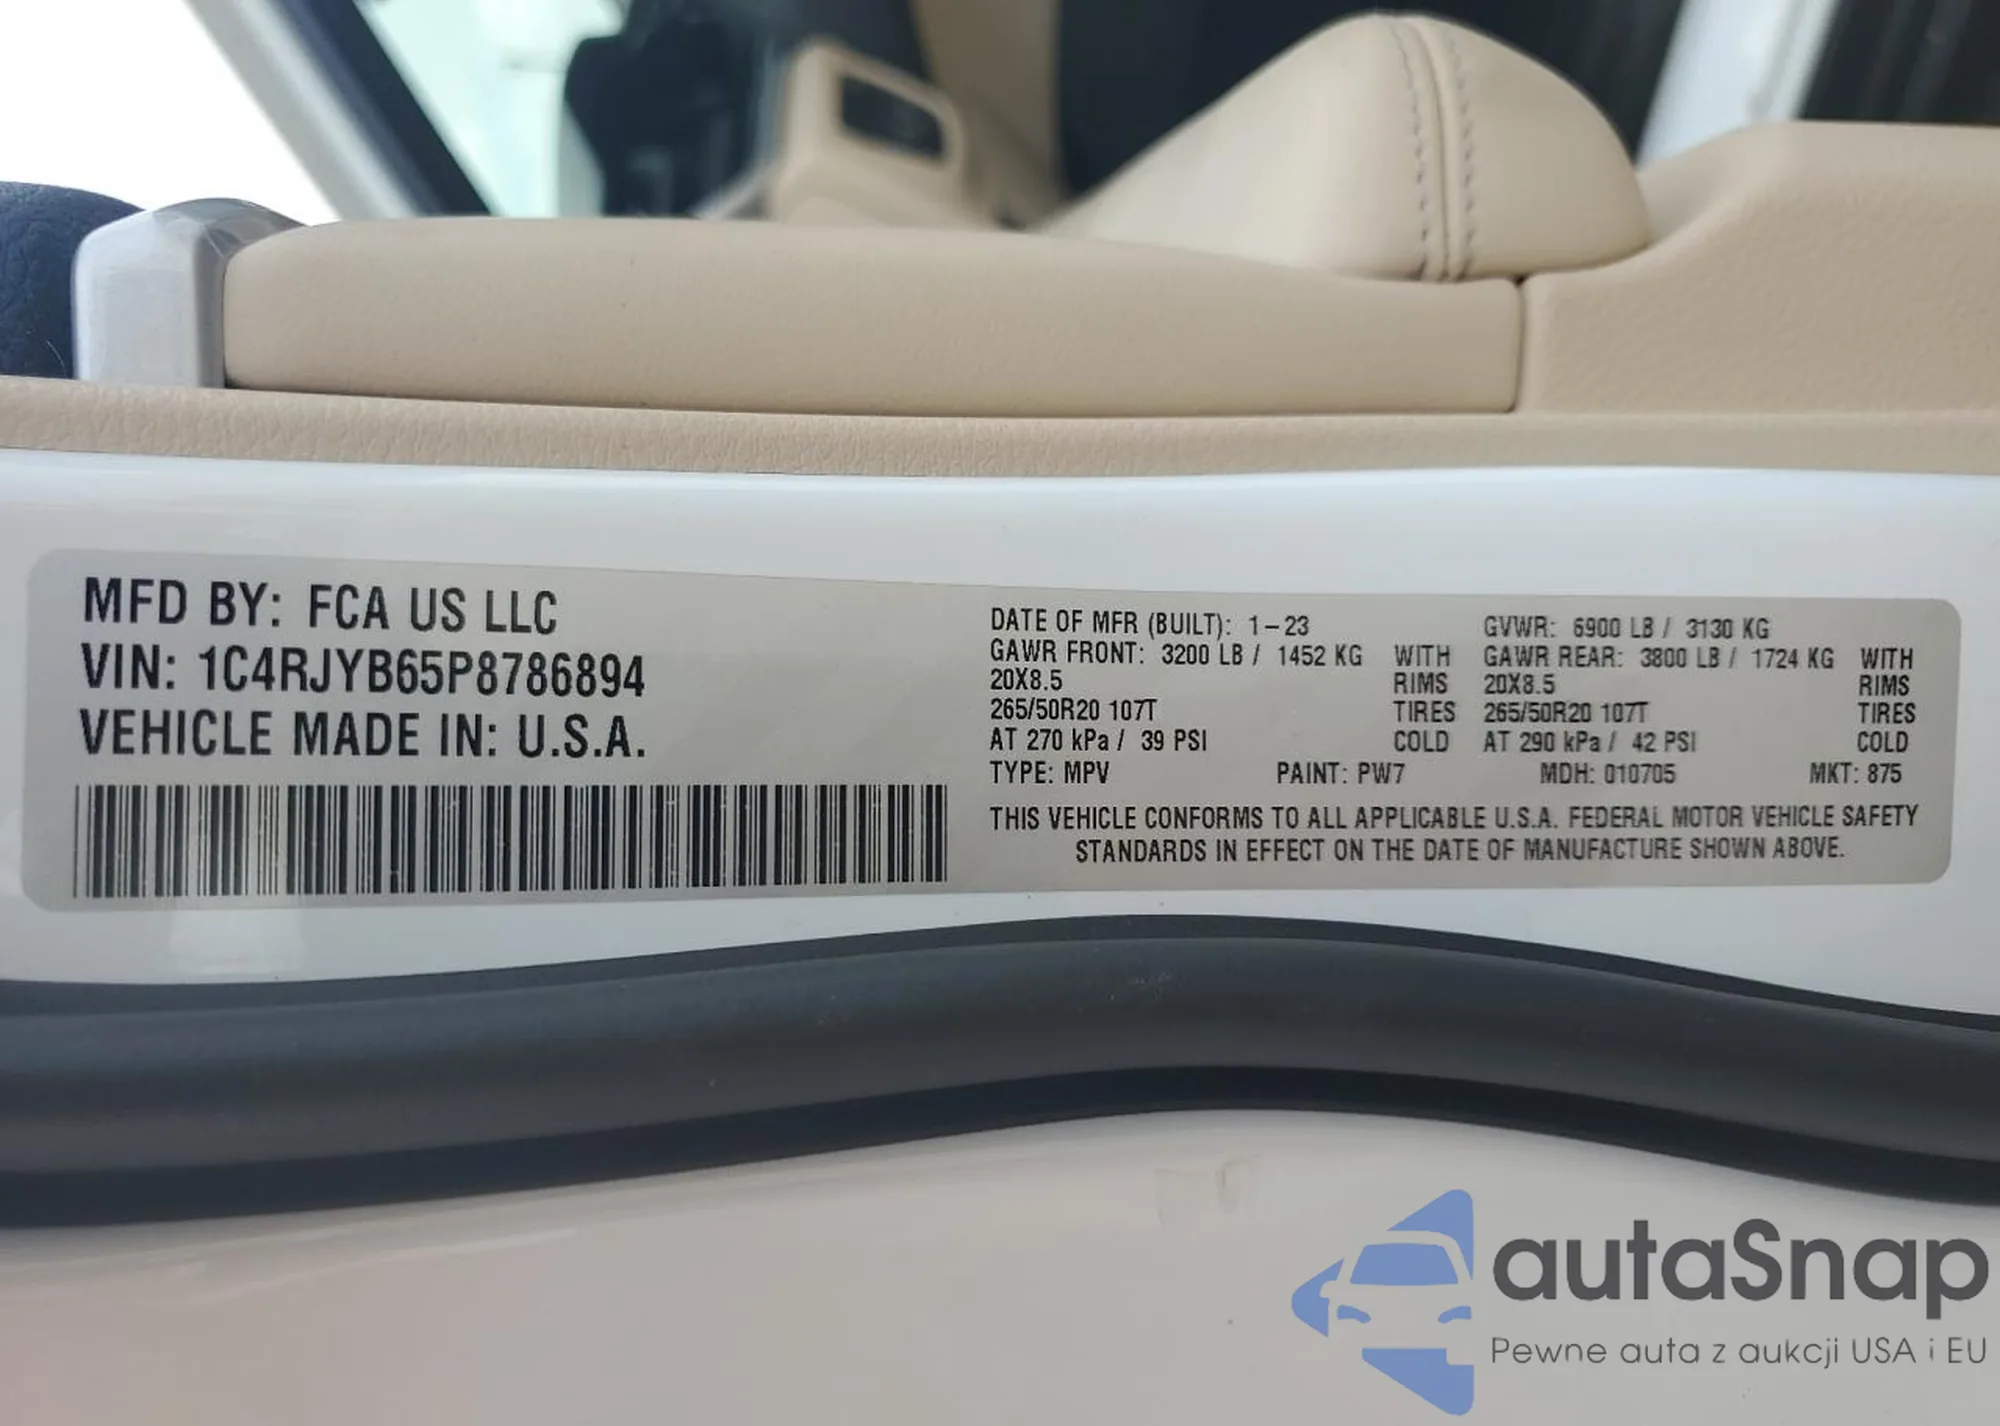 MFD BY: FCA US LLC
VIN: 1C4RJYB65P8786894
VEHICLE MADE IN: U.S.A.
DATE OF MFR (BUILT): 1-23 GVWR: 6900 LB / 3130 KG
GAWR FRONT: 3200 LB / 1452 KG WITH GAWR REAR: 3800 LB / 1724 KG WITH
20X8.5 RIMS 20X8.5 RIMS
265/50R20 107T TIRES 265/50R20 107T TIRES
AT 270 kPa / 39 PSI COLD AT 290 kPa / 42 PSI COLD
TYPE: MPV PAINT: PW7 MDH: 010705 MKT: 875
THIS VEHICLE CONFORMS TO ALL APPLICABLE U.S.A. FEDERAL MOTOR VEHICLE SAFETY
STANDARDS IN EFFECT ON THE DATE OF MANUFACTURE SHOWN ABOVE.
autaSnap
Pewne auta z aukcji USA i EU